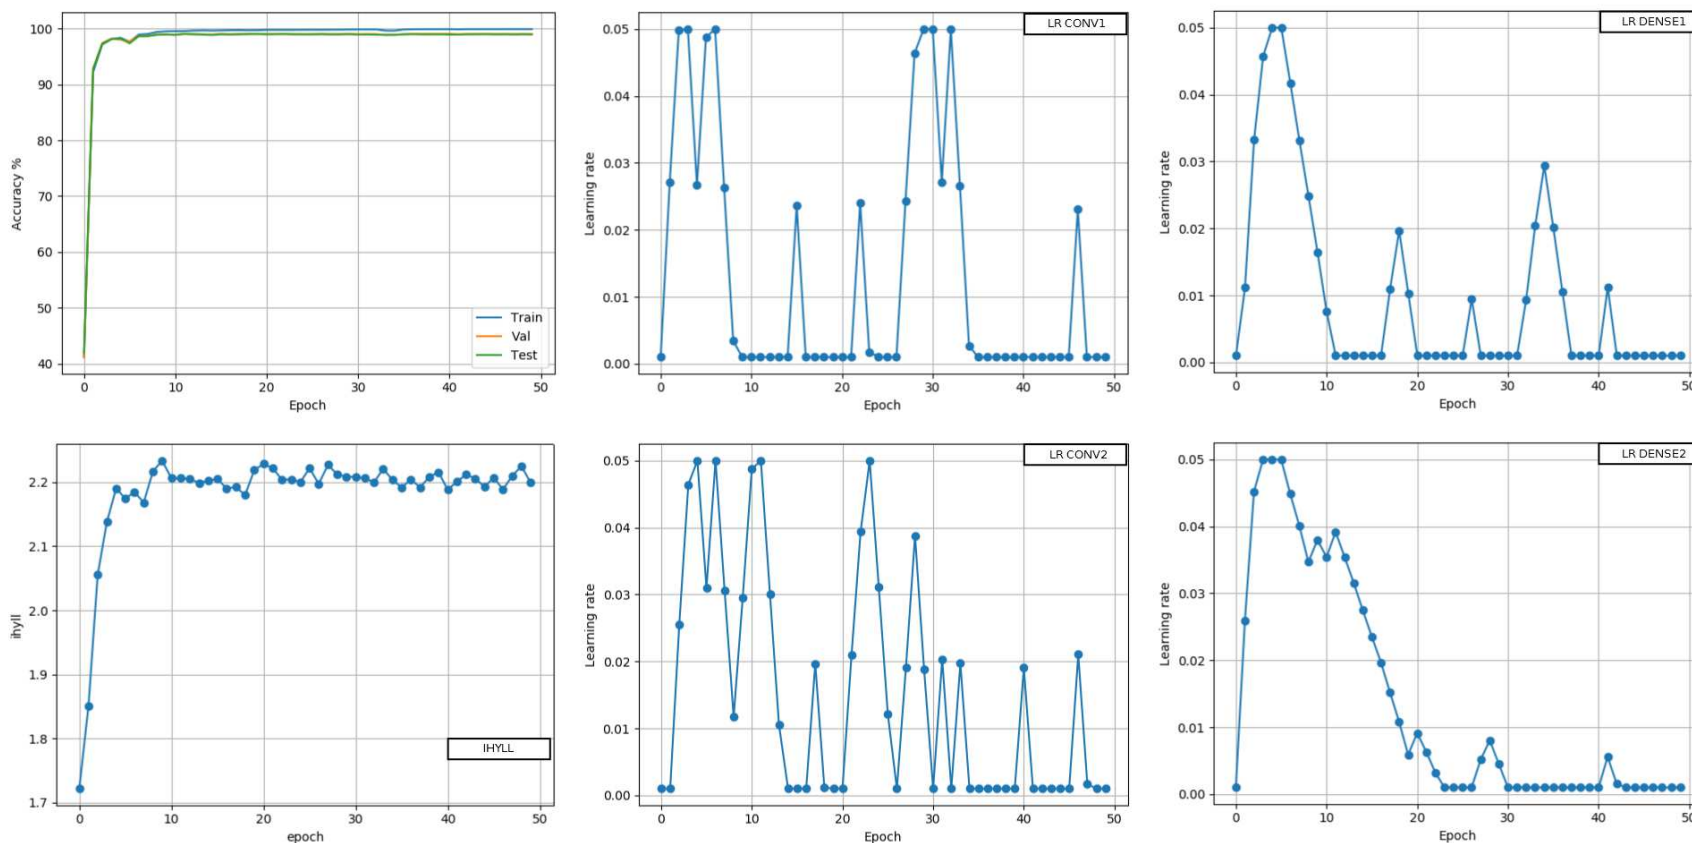 100
90
80
70
60
50
40
Accuracy %
Train
Val
Test
0 10 20 30 40 50
Epoch
LR CONV1
0.05
0.04
0.03
0.02
0.01
0.00
Learning rate
0 10 20 30 40 50
Epoch
LR DENSE1
0.05
0.04
0.03
0.02
0.01
0.00
Learning rate
0 10 20 30 40 50
Epoch
2.2
2.1
2.0
1.9
1.8
1.7
ihyll
IHYLL
0 10 20 30 40 50
epoch
LR CONV2
0.05
0.04
0.03
0.02
0.01
0.00
Learning rate
0 10 20 30 40 50
Epoch
LR DENSE2
0.05
0.04
0.03
0.02
0.01
0.00
Learning rate
0 10 20 30 40 50
Epoch